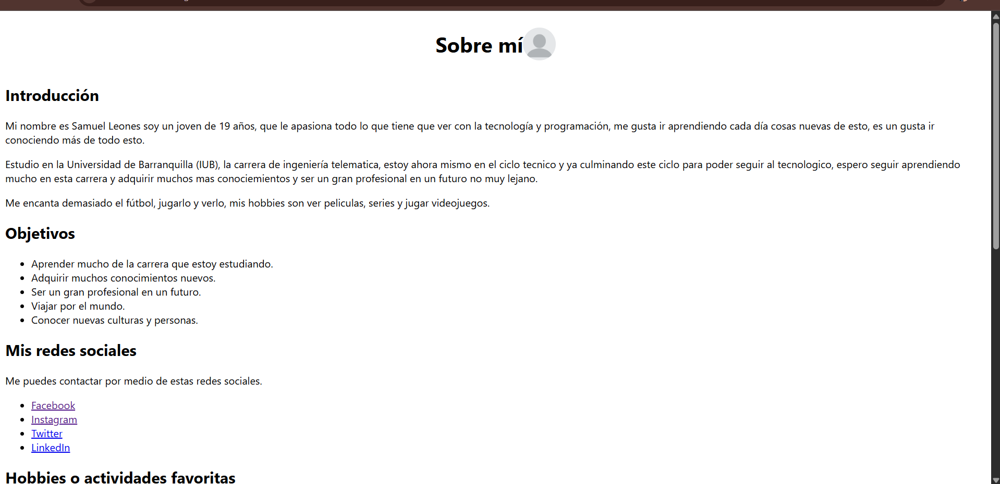 Sobre mí
Introducción
Mi nombre es Samuel Leones soy un joven de 19 años, que le apasiona todo lo que tiene que ver con la tecnología y programación, me gusta ir aprendiendo cada día cosas nuevas de esto, es un gusta ir
conociendo más de todo esto.
Estudio en la Universidad de Barranquilla (IUB), la carrera de ingeniería telematica, estoy ahora mismo en el ciclo tecnico y ya culminando este ciclo para poder seguir al tecnologico, espero seguir aprendiendo
mucho en esta carrera y adquirir muchos mas conociemientos y ser un gran profesional en un futuro no muy lejano.
Me encanta demasiado el fútbol, jugarlo y verlo, mis hobbies son ver peliculas, series y jugar videojuegos.
Objetivos
Aprender mucho de la carrera que estoy estudiando.
Adquirir muchos conocimientos nuevos.
Ser un gran profesional en un futuro.
Viajar por el mundo.
Conocer nuevas culturas y personas.
Mis redes sociales
Me puedes contactar por medio de estas redes sociales.
Facebook
Instagram
Twitter
LinkedIn
Hobbies o actividades favoritas